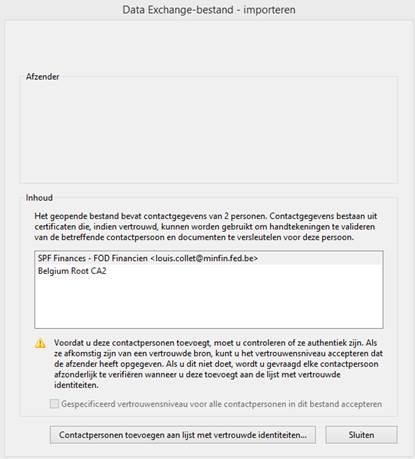 Data Exchange-bestand - importeren
Afzender
Inhoud
Het geopende bestand bevat contactgegevens van 2 personen. Contactgegevens bestaan uit
certificaten die, indien vertrouwd, kunnen worden gebruikt om handtekeningen te valideren
van de betreffende contactpersoon en documenten te versleutelen voor deze persoon.
SPF Finances - FOD Financien <louis.collet@minfin.fed.be>
Belgium Root CA2
Voordat u deze contactpersonen toevoegt, moet u controleren of ze authentiek zijn. Als
ze afkomstig zijn van een vertrouwde bron, kunt u het vertrouwensniveau accepteren dat
de afzender heeft opgegeven. Als u dit niet doet, wordt u gevraagd elke contactpersoon
afzonderlijk te verifiëren wanneer u deze toevoegt aan de lijst met vertrouwde
identiteiten.
Gespecificeerd vertrouwensniveau voor alle contactpersonen in dit bestand accepteren
Contactpersonen toevoegen aan lijst met vertrouwde identiteiten...
Sluiten